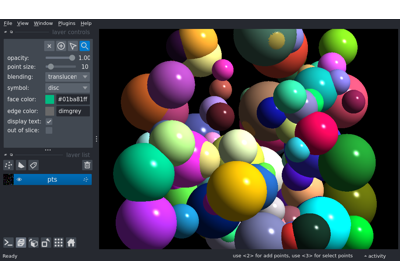 File View Window Plugins Help
layer controls
opacity: 1.00
point size: 10
blending: translucen
symbol: disc
face color: #01ba81ff
edge color: dimgrey
display text:
out of slice:
layer list
pts
Ready use <2> for add points, use <3> for select points activity